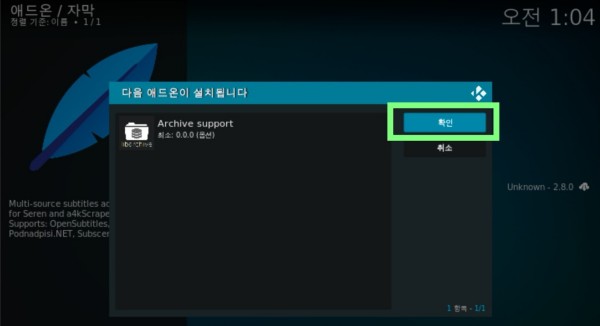 애드온 / 자막
정렬 기준: 이름 • 1 / 1
오전 1:04
다음 애드온이 설치됩니다
Archive support
최소: 0.0.0 (옵션)
확인
취소
Unknown - 2.8.0
Multi-source subtitles ad
for Seren and a4kScrape
Supports: OpenSubtitles,
Podnadpisi.NET, Subscen
1 항목 - 1/1